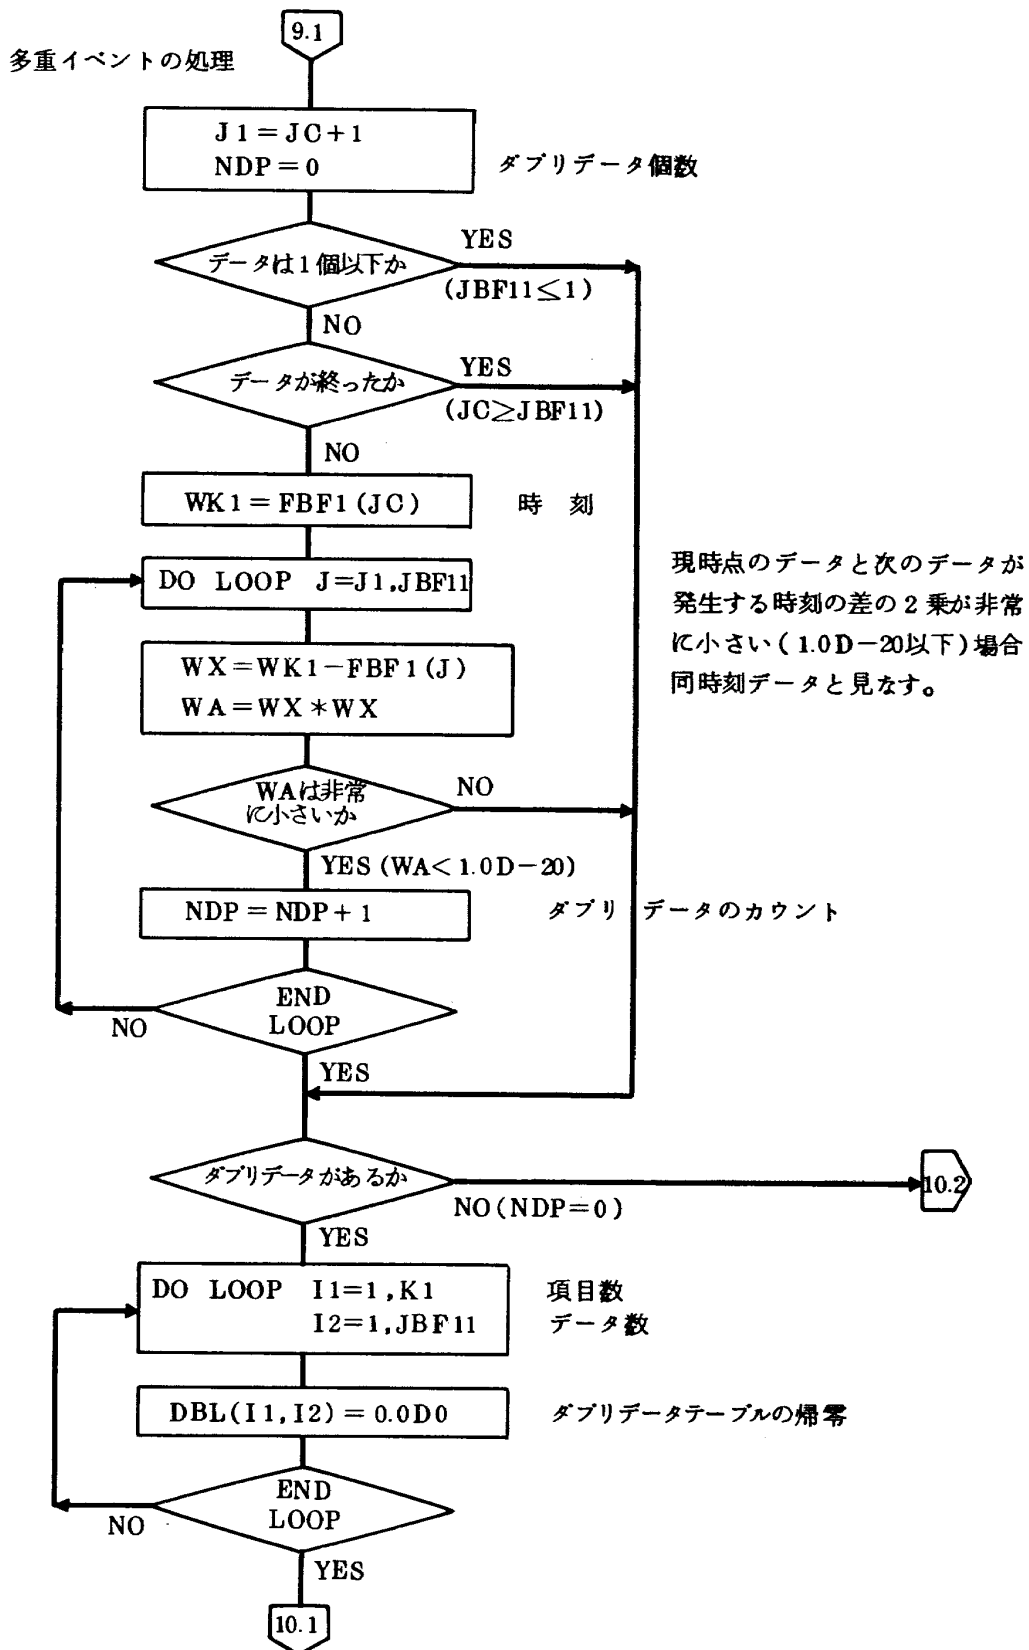 9.1
多重イベントの処理
J1=JC+1
NDP=0
ダブリデータ個数
データは1個以下か
YES
(JBF11≦1)
NO
データが終ったか
YES
(JC≧JBF11)
NO
WK1=FBF1(JC)
時 刻
DO LOOP J=J1,JBF11
現時点のデータと次のデータが
発生する時刻の差の2乗が非常
に小さい(1.0D-20以下)場合
同時刻データと見なす。
WX=WK1-FBF1(J)
WA=WX*WX
WAは非常
に小さいか
NO
YES (WA<1.0D-20)
NDP=NDP+1
ダブリ データのカウント
END
LOOP
NO
YES
ダブリデータがあるか
NO(NDP=0)
10.2
YES
DO LOOP I1=1,K1
I2=1,JBF11
項目数
データ数
DBL(I1,I2)=0.0D0
ダブリデータテーブルの帰零
END
LOOP
NO
YES
10.1